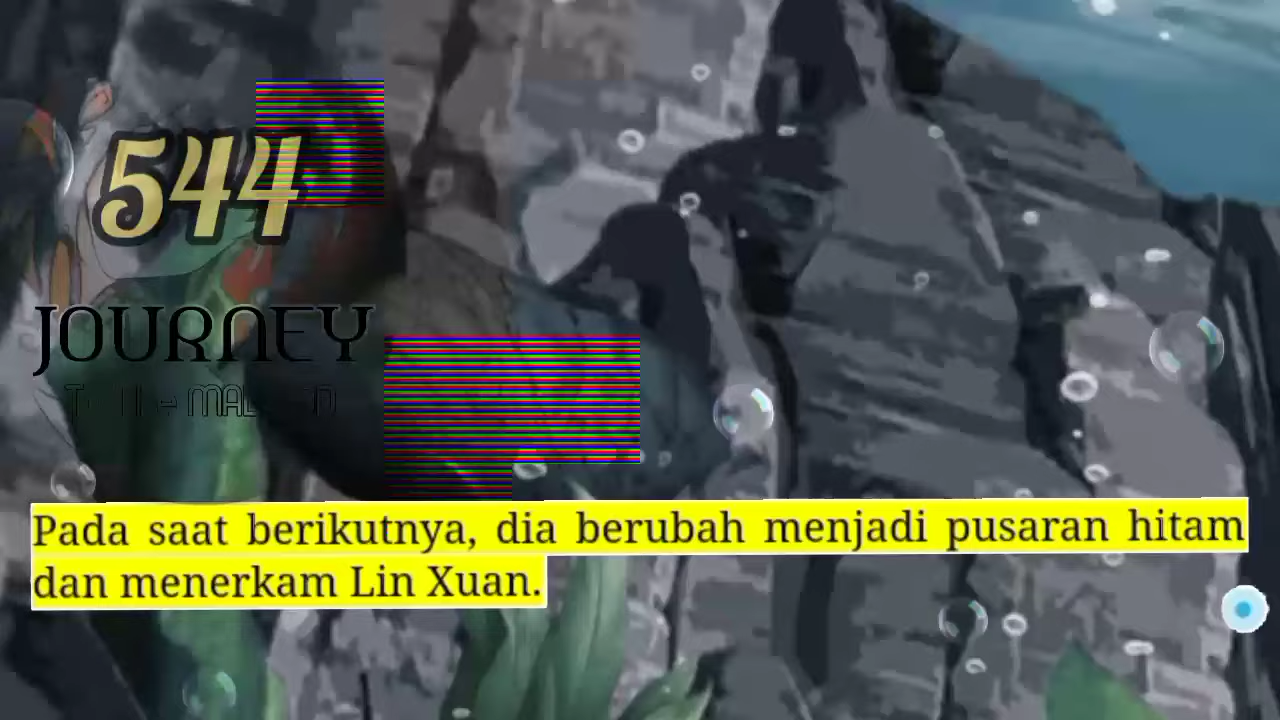 544
JOURNEY
Pada saat berikutnya, dia berubah menjadi pusaran hitam
dan menerkam Lin Xuan.